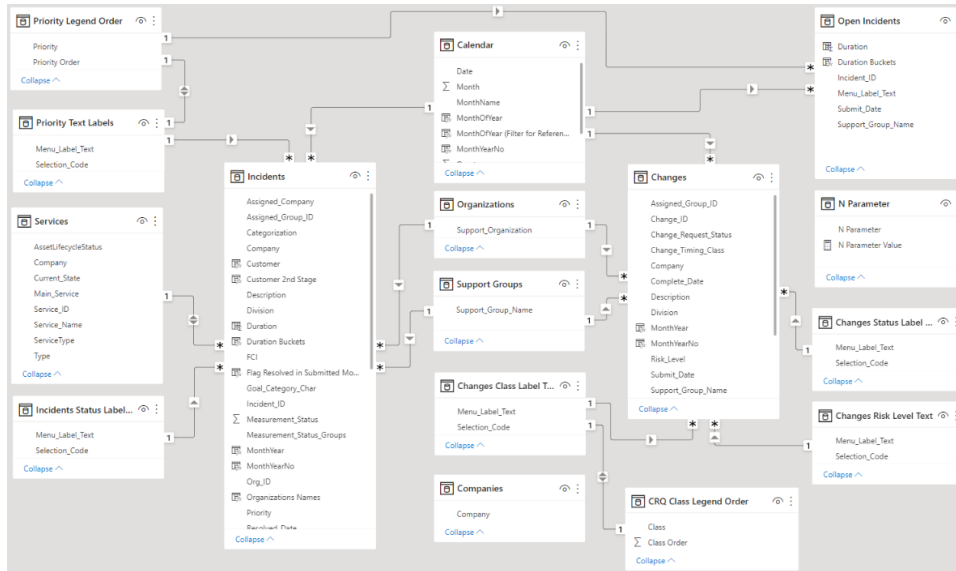 Priority Legend Order
Priority
Priority Order
Collapse
Priority Text Labels
Menu_Label_Text
Selection_Code
Collapse
Services
AssetLifecycleStatus
Company
Current_State
Main_Service
Service_ID
Service_Name
ServiceType
Type
Collapse
Incidents Status Label...
Menu_Label_Text
Selection_Code
Collapse
Incidents
Assigned_Company
Assigned_Group_ID
Categorization
Company
Customer
Customer 2nd Stage
Description
Division
Duration
Duration Buckets
FCI
Flag Resolved in Submitted Mo...
Goal_Category_Char
Incident_ID
Measurement_Status
Measurement_Status_Groups
MonthYear
MonthYearNo
Org_ID
Organizations Names
Priority
Resolved_Date
Collapse
Calendar
Date
Month
MonthName
MonthOfYear
MonthOfYear (Filter for Referen...
MonthYearNo
Collapse
Organizations
Support_Organization
Collapse
Support Groups
Support_Group_Name
Collapse
Changes Class Label T...
Menu_Label_Text
Selection_Code
Collapse
Companies
Company
Collapse
Changes
Assigned_Group_ID
Change_ID
Change_Request_Status
Change_Timing_Class
Company
Complete_Date
Description
Division
MonthYear
MonthYearNo
Risk_Level
Submit_Date
Support_Group_Name
Collapse
CRQ Class Legend Order
Class
Class Order
Collapse
Open Incidents
Duration
Duration Buckets
Incident_ID
Menu_Label_Text
Submit_Date
Support_Group_Name
Collapse
N Parameter
N Parameter
N Parameter Value
Collapse
Changes Status Label ...
Menu_Label_Text
Selection_Code
Collapse
Changes Risk Level Text
Menu_Label_Text
Selection_Code
Collapse